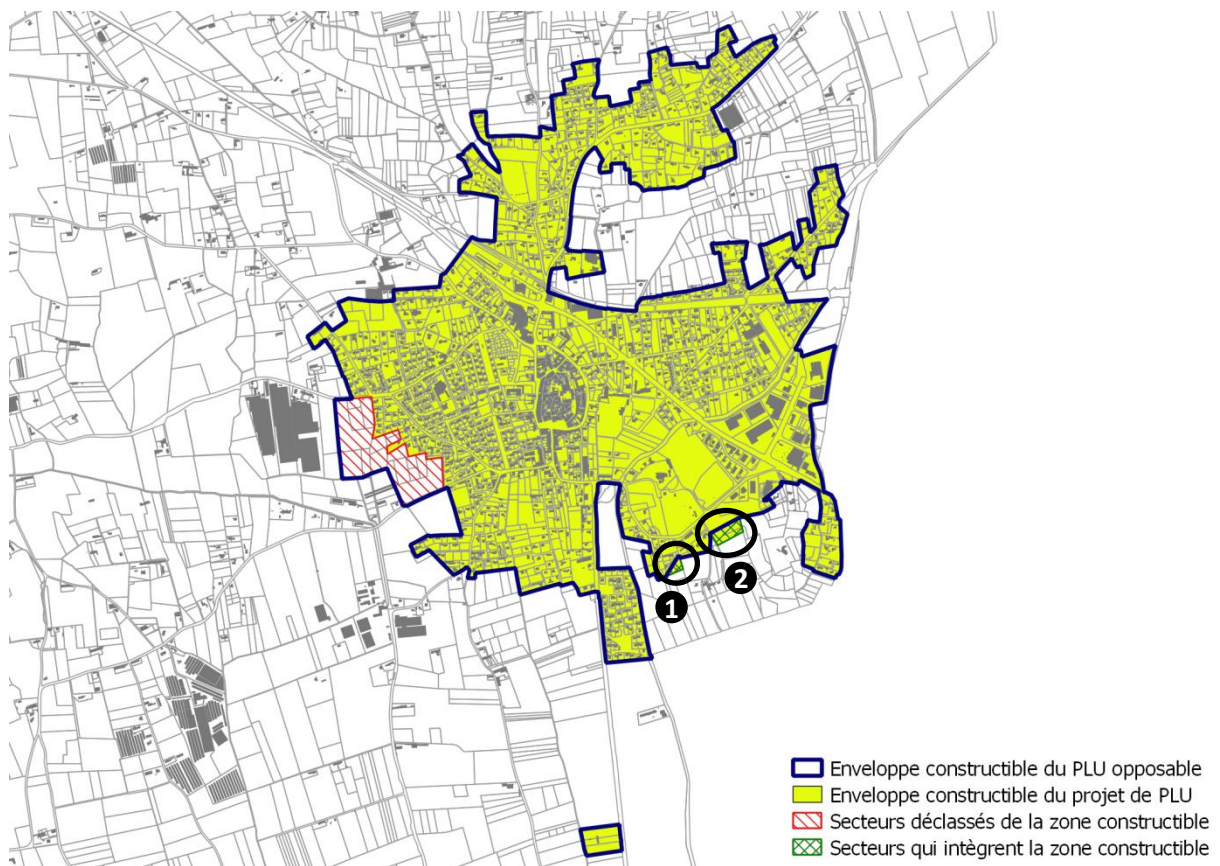 1
2
Enveloppe constructible du PLU opposable
Enveloppe constructible du projet de PLU
Secteurs déclassés de la zone constructible
Secteurs qui intègrent la zone constructible